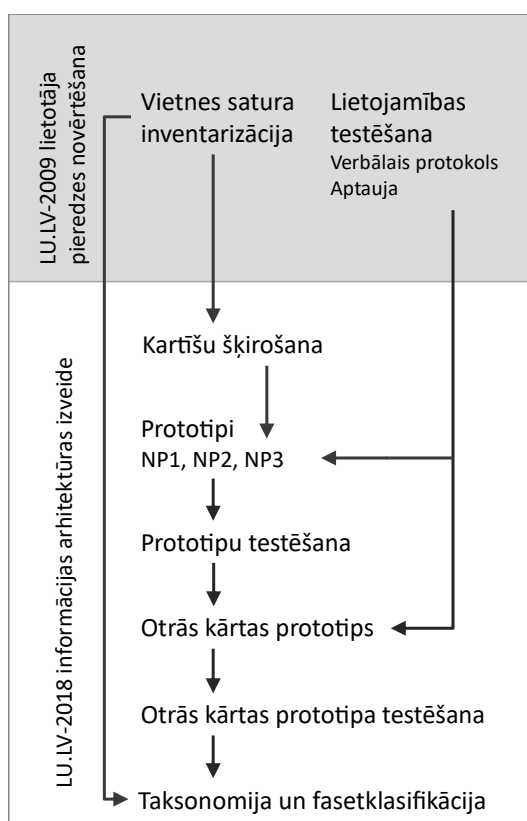 LU.LV-2009 lietotāja
pieredzes novērtēšana
Vietnes satura
inventarizācija
Lietojamības
testēšana
Verbālais protokols
Aptauja
LU.LV-2018 informācijas arhitektūras izveide
Kartīšu šķirošana
Prototipi
NP1, NP2, NP3
Prototipu testēšana
Otrās kārtas prototips
Otrās kārtas prototipa testēšana
Taksonomija un fasetklasifikācija